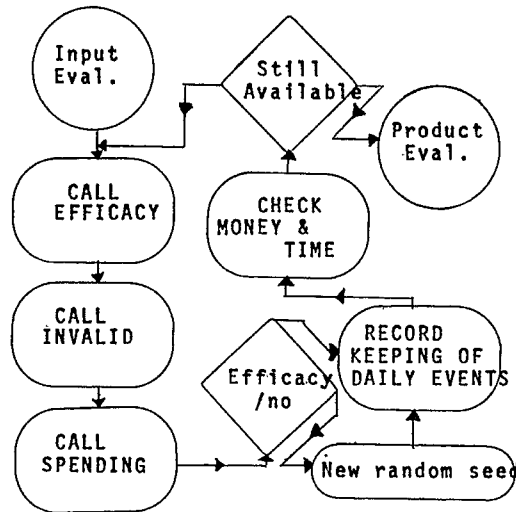 Input
Eval.
Still
Available
Product
Eval.
CALL
EFFICACY
CHECK
MONEY &
TIME
CALL
INVALID
RECORD
KEEPING OF
DAILY EVENTS
Efficacy
/no
CALL
SPENDING
New random seed